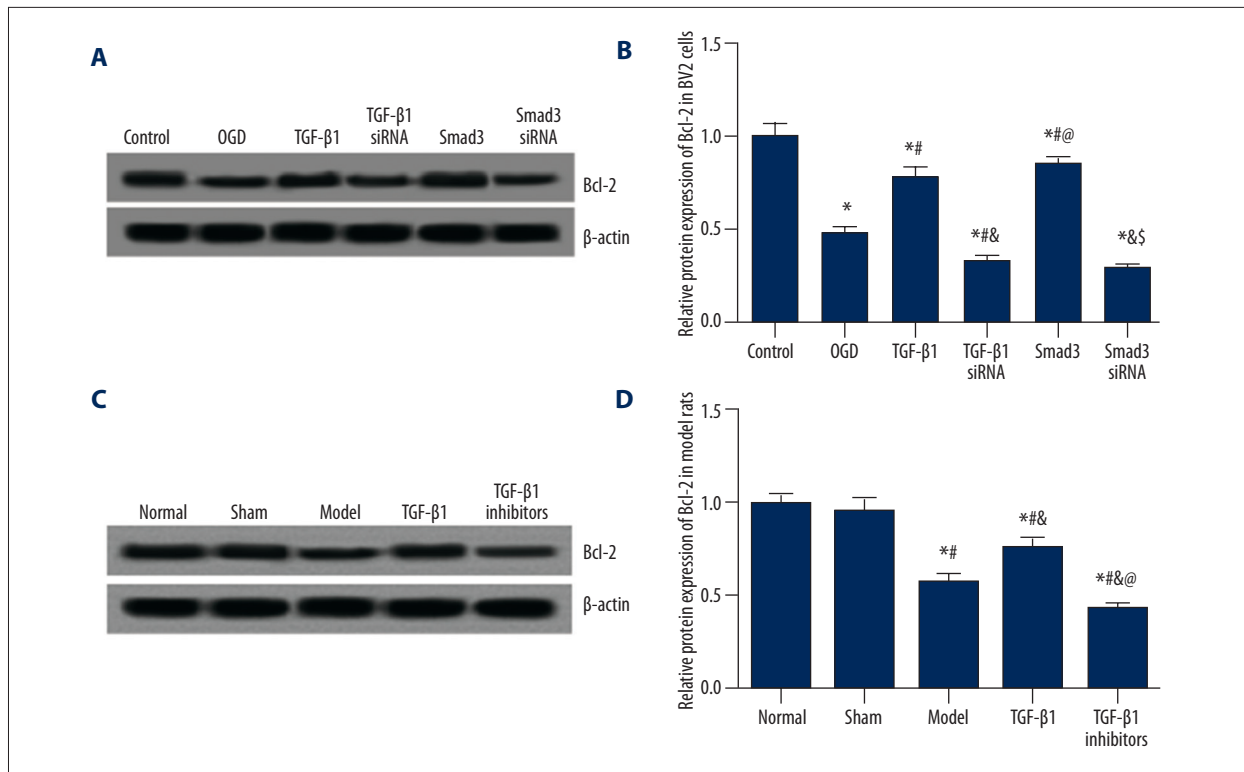 A
Control
OGD
TGF-β1
TGF-β1
siRNA
Smad3
Smad3
siRNA
Bcl-2
β-actin
B
Relative protein expression of Bcl-2 in BV2 cells
1.5
1.0
0.5
0.0
*
*#
*#&
*#@
*&$
Control
OGD
TGF-β1
TGF-β1
siRNA
Smad3
Smad3
siRNA
C
Normal
Sham
Model
TGF-β1
TGF-β1
inhibitors
Bcl-2
β-actin
D
Relative protein expression of Bcl-2 in model rats
1.5
1.0
0.5
0.0
*#
*#&
*#&@
Normal
Sham
Model
TGF-β1
TGF-β1
inhibitors